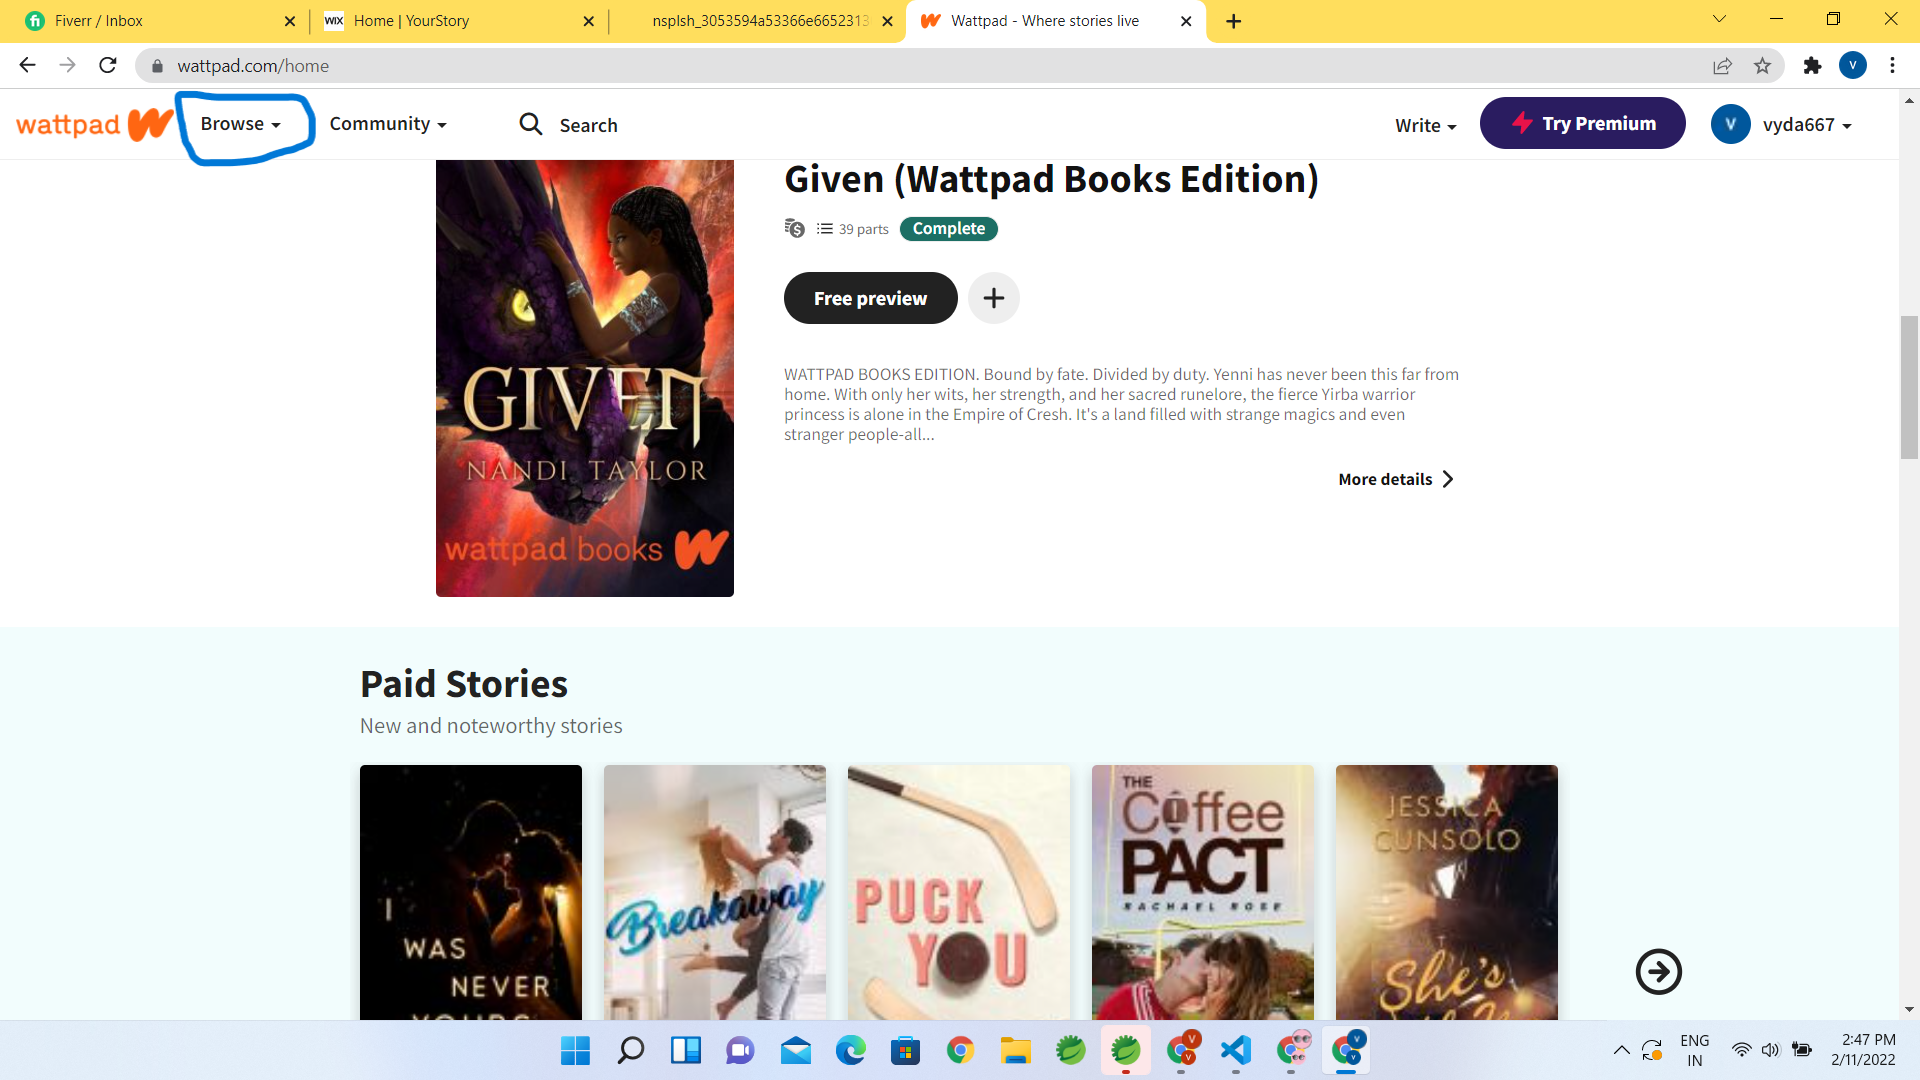 Fiverr / Inbox
WIX Home | YourStory
nsplsh_3053594a53366e6652313
Wattpad - Where stories live
wattpad.com/home
V
wattpad
Browse
Community
Search
Write
Try Premium
V
vyda667
Given (Wattpad Books Edition)
39 parts
Complete
Free preview
WATTPAD BOOKS EDITION. Bound by fate. Divided by duty. Yenni has never been this far from
home. With only her wits, her strength, and her sacred runelore, the fierce Yirba warrior
princess is alone in the Empire of Cresh. It's a land filled with strange magics and even
stranger people-all...
More details
GIVEN
NANDI TAYLOR
wattpad books
Paid Stories
New and noteworthy stories
I
WAS
NEVER
YOURS
Breakaway
PUCK
YOU
THE
Coffee
PACT
RACHAEL ROSE
JESSICA
CUNSOLO
She's
ENG
IN
2:47 PM
2/11/2022